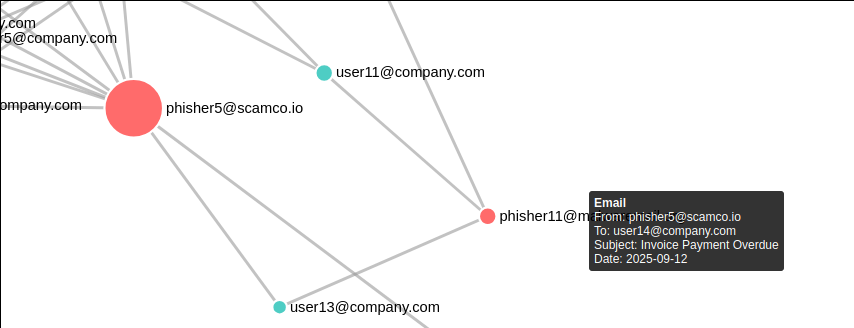 y.com
r5@company.com
user11@company.com
ompany.com
phisher5@scamco.io
phisher11@m
Email
From: phisher5@scamco.io
To: user14@company.com
Subject: Invoice Payment Overdue
Date: 2025-09-12
user13@company.com